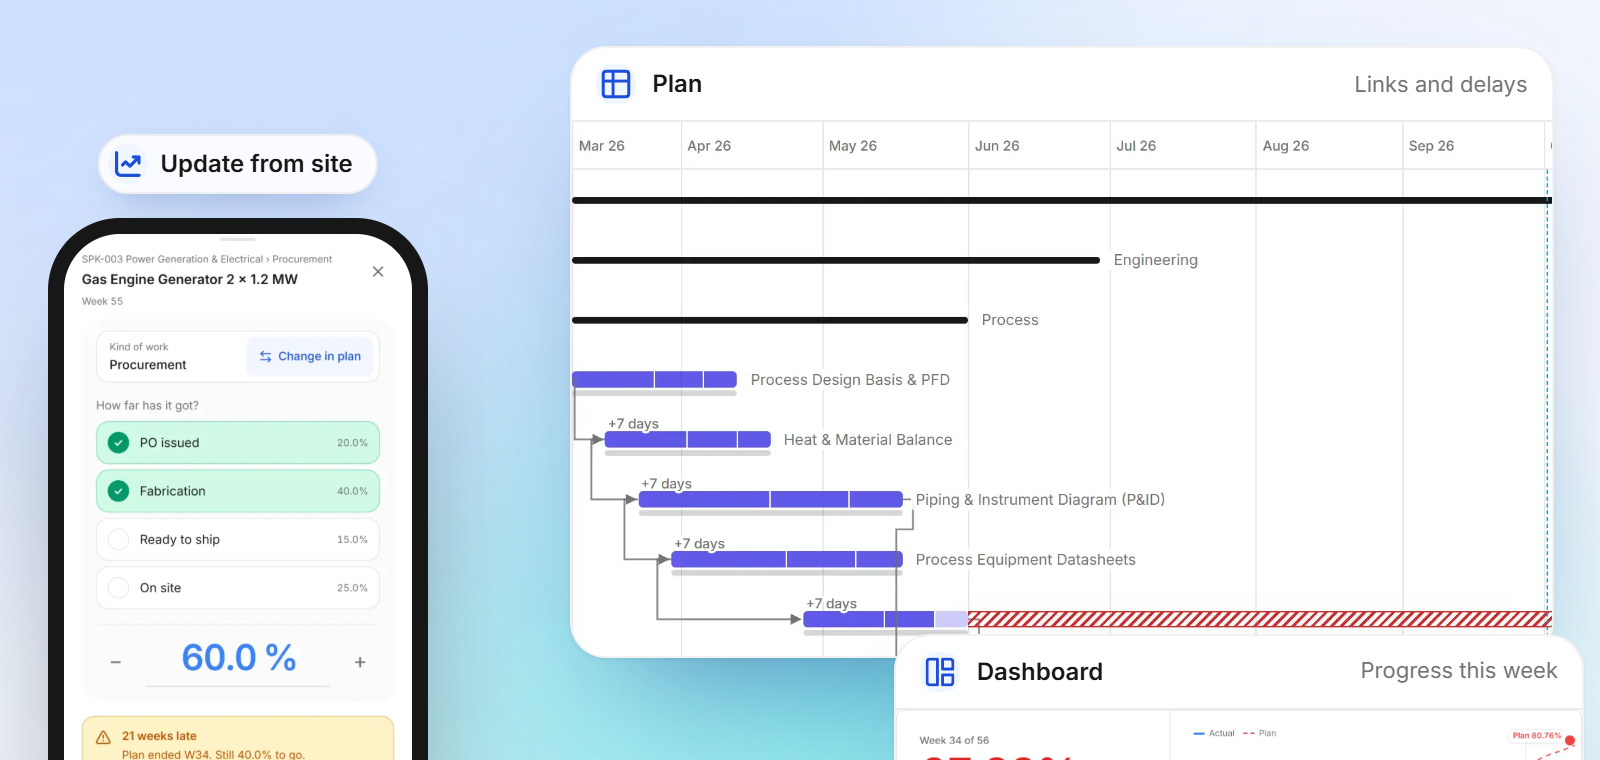 Update from site
SPK-003 Power Generation & Electrical › Procurement
Gas Engine Generator 2 × 1.2 MW
Week 55
Kind of work
Procurement
Change in plan
How far has it got?
PO issued 20.0%
Fabrication 40.0%
Ready to ship 15.0%
On site 25.0%
− 60.0 % +
21 weeks late
Plan ended W34. Still 40.0% to go.
Plan
Links and delays
Mar 26 Apr 26 May 26 Jun 26 Jul 26 Aug 26 Sep 26
Engineering
Process
Process Design Basis & PFD
+7 days
Heat & Material Balance
+7 days
Piping & Instrument Diagram (P&ID)
+7 days
Process Equipment Datasheets
+7 days
Dashboard
Progress this week
Week 34 of 56
Actual Plan
Plan 80.76%